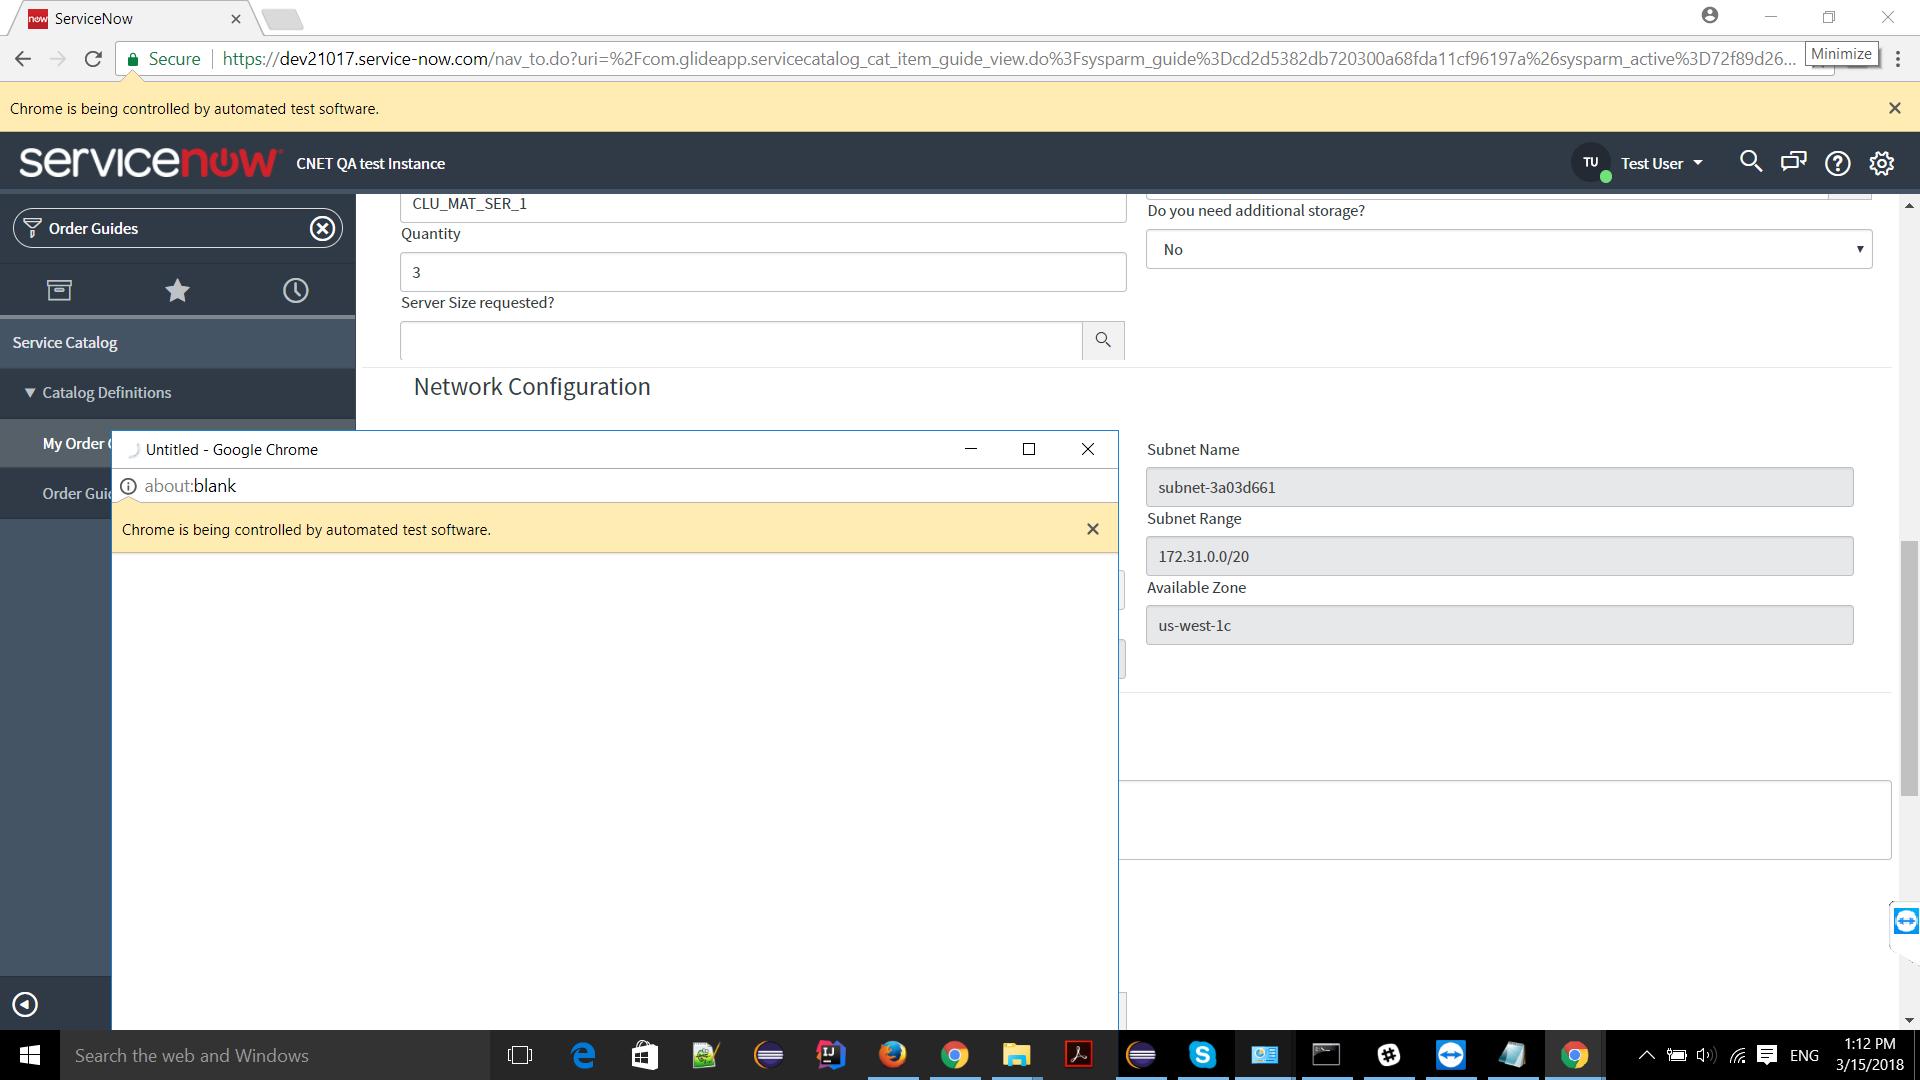 ServiceNow
Secure https://dev21017.service-now.com/nav_to.do?uri=%2Fcom.glideapp.servicecatalog_cat_item_guide_view.do%3Fsysparm_guide%3Dcd2d5382db720300a68fda11cf96197a%26sysparm_active%3D72f89d26...
Minimize
Chrome is being controlled by automated test software.
servicenow CNET QA test Instance
TU Test User
Order Guides
Service Catalog
Catalog Definitions
My Order
Order Gui
CLU_MAT_SER_1
Quantity
3
Server Size requested?
Do you need additional storage?
No
Network Configuration
Subnet Name
subnet-3a03d661
Subnet Range
172.31.0.0/20
Available Zone
us-west-1c
Untitled - Google Chrome
about:blank
Chrome is being controlled by automated test software.
Search the web and Windows
ENG
1:12 PM
3/15/2018